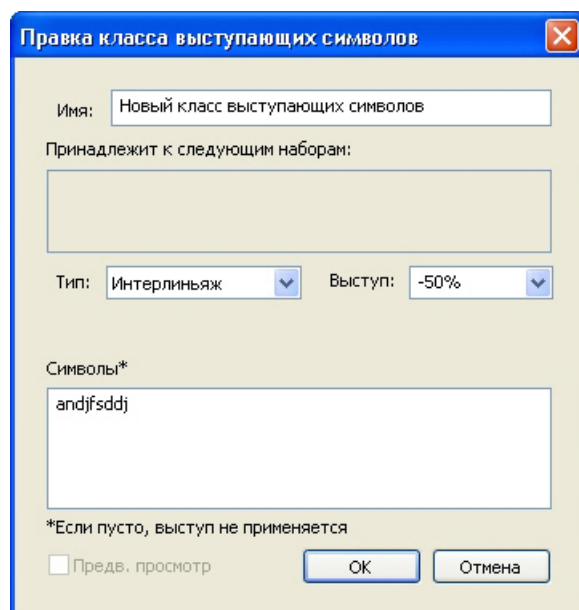 Правка класса выступающих символов
Имя: Новый класс выступающих символов
Принадлежит к следующим наборам:
Тип: Интерлиньяж Выступ: -50%
Символы*
andjfsddj
*Если пусто, выступ не применяется
Предв. просмотр ОК Отмена